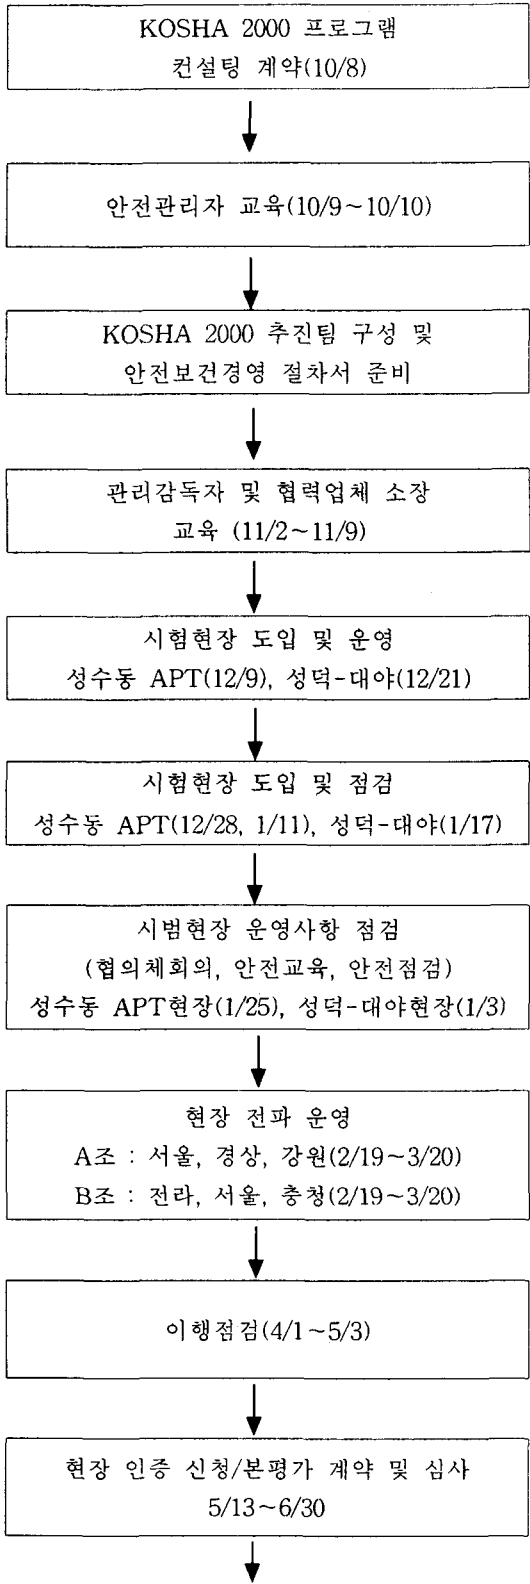 KOSHA 2000 프로그램
컨설팅 계약(10/8)
안전관리자 교육(10/9~10/10)
KOSHA 2000 추진팀 구성 및
안전보건경영 절차서 준비
관리감독자 및 협력업체 소장
교육 (11/2~11/9)
시험현장 도입 및 운영
성수동 APT(12/9), 성덕-대야(12/21)
시험현장 도입 및 점검
성수동 APT(12/28, 1/11), 성덕-대야(1/17)
시범현장 운영사항 점검
(협의체회의, 안전교육, 안전점검)
성수동 APT현장(1/25), 성덕-대야현장(1/3)
현장 전파 운영
A조 : 서울, 경상, 강원(2/19~3/20)
B조 : 전라, 서울, 충청(2/19~3/20)
이행점검(4/1~5/3)
현장 인증 신청/본평가 계약 및 심사
5/13~6/30